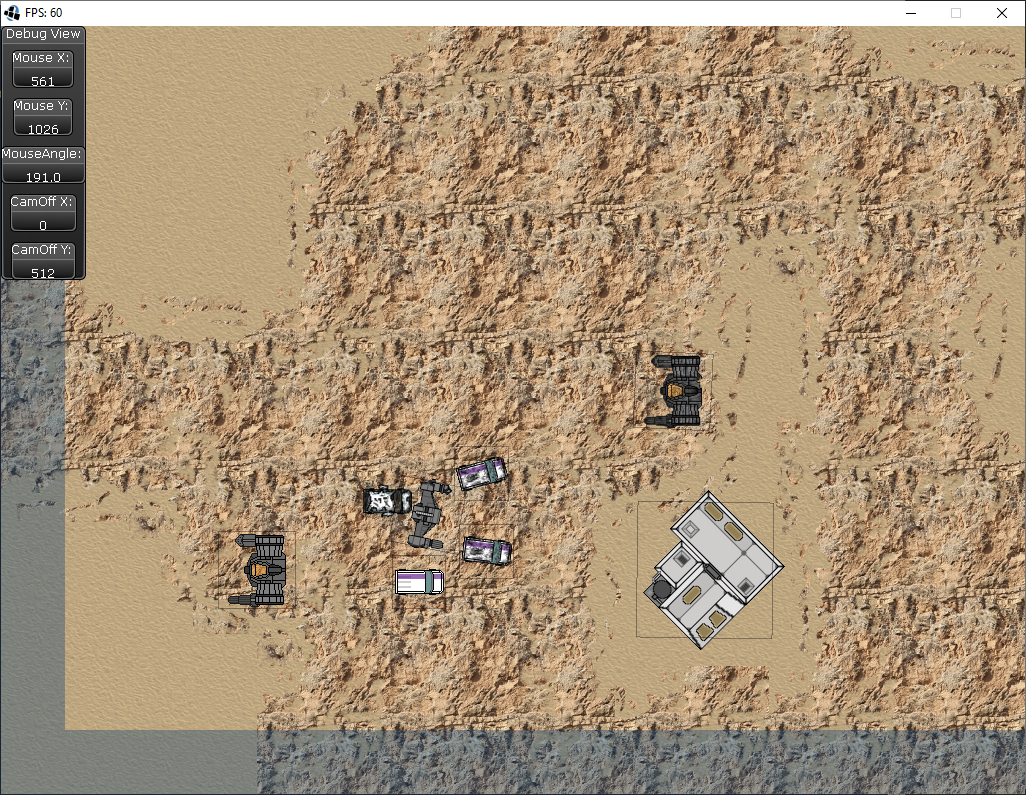 FPS: 60
Debug View
Mouse X:
561
Mouse Y:
1026
MouseAngle:
191.0
CamOff X:
0
CamOff Y:
512